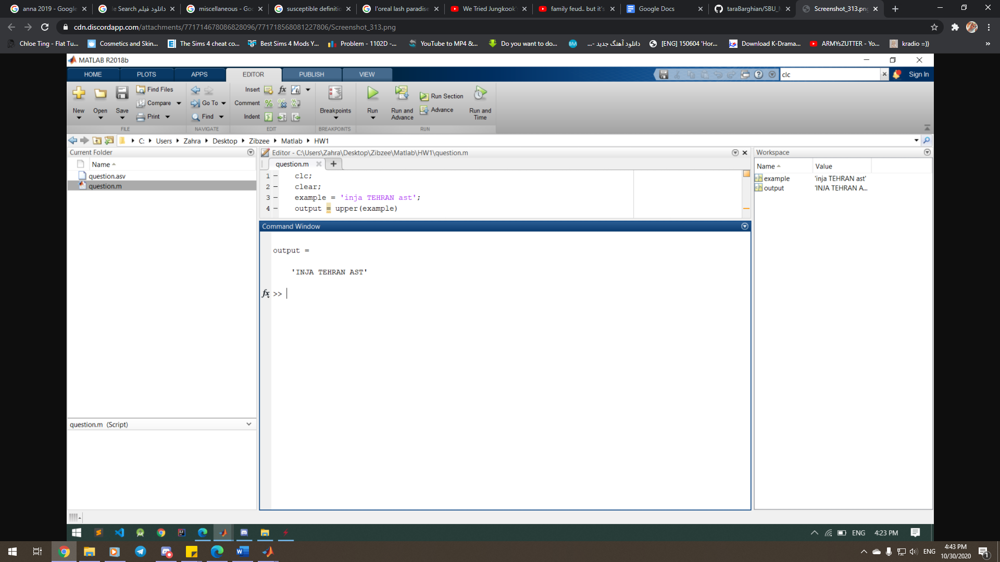 anna 2019 - Google
le Search دانلود فیلم
miscellaneous - Goo
susceptible definitio
l'oreal lash paradise
We Tried Jungkook'
family feud.. but it's
Google Docs
taraBarghian/SBU_M
Screenshot_313.png
cdn.discordapp.com/attachments/771714678086828096/771718568081227806/Screenshot_313.png
Chloe Ting - Flat Tu...
Cosmetics and Skin...
The Sims 4 cheat co...
Best Sims 4 Mods Y...
Problem - 1102D -...
YouTube to MP4 &...
Do you want to do...
دانلود آهنگ جدید -...
[ENG] 150604 'Hor...
Download K-Drama...
ARMYsZUTTER - Yo...
kradio =))
»
MATLAB R2018b
HOME PLOTS APPS EDITOR PUBLISH VIEW
clc
Sign In
Find Files
Compare
Print
New
Open
Save
FILE
Go To
Find
NAVIGATE
Insert
Comment
Indent
EDIT
Breakpoints
BREAKPOINTS
Run
Run and
Advance
Run Section
Advance
Run and
Time
RUN
C: Users Zahra Desktop Zibzee Matlab HW1
Current Folder
Name
question.asv
question.m
question.m (Script)
Editor - C:\Users\Zahra\Desktop\Zibzee\Matlab\HW1\question.m
question.m
1 – clc;
2 – clear;
3 – example = 'inja TEHRAN ast';
4 – output = upper(example)
Command Window
output =
'INJA TEHRAN AST'
fx >>
Workspace
Name Value
example 'inja TEHRAN ast'
output 'INJA TEHRAN A...
ENG 4:23 PM
ENG
4:43 PM
10/30/2020
1